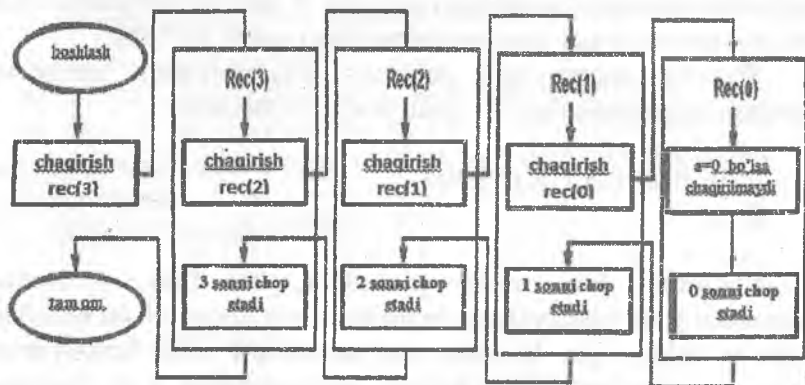 boshlash
Rec(3)
Rec(2)
Rec(1)
Rec(0)
chaqirish
rec(3)
chaqirish
rec(2)
chaqirish
rec(1)
chaqirish
rec(0)
a=0 bo'lsa
chaqirilmaydi
tamom.
3 sonni chop
etadi
2 sonni chop
etadi
1 sonni chop
etadi
0 sonni chop
etadi